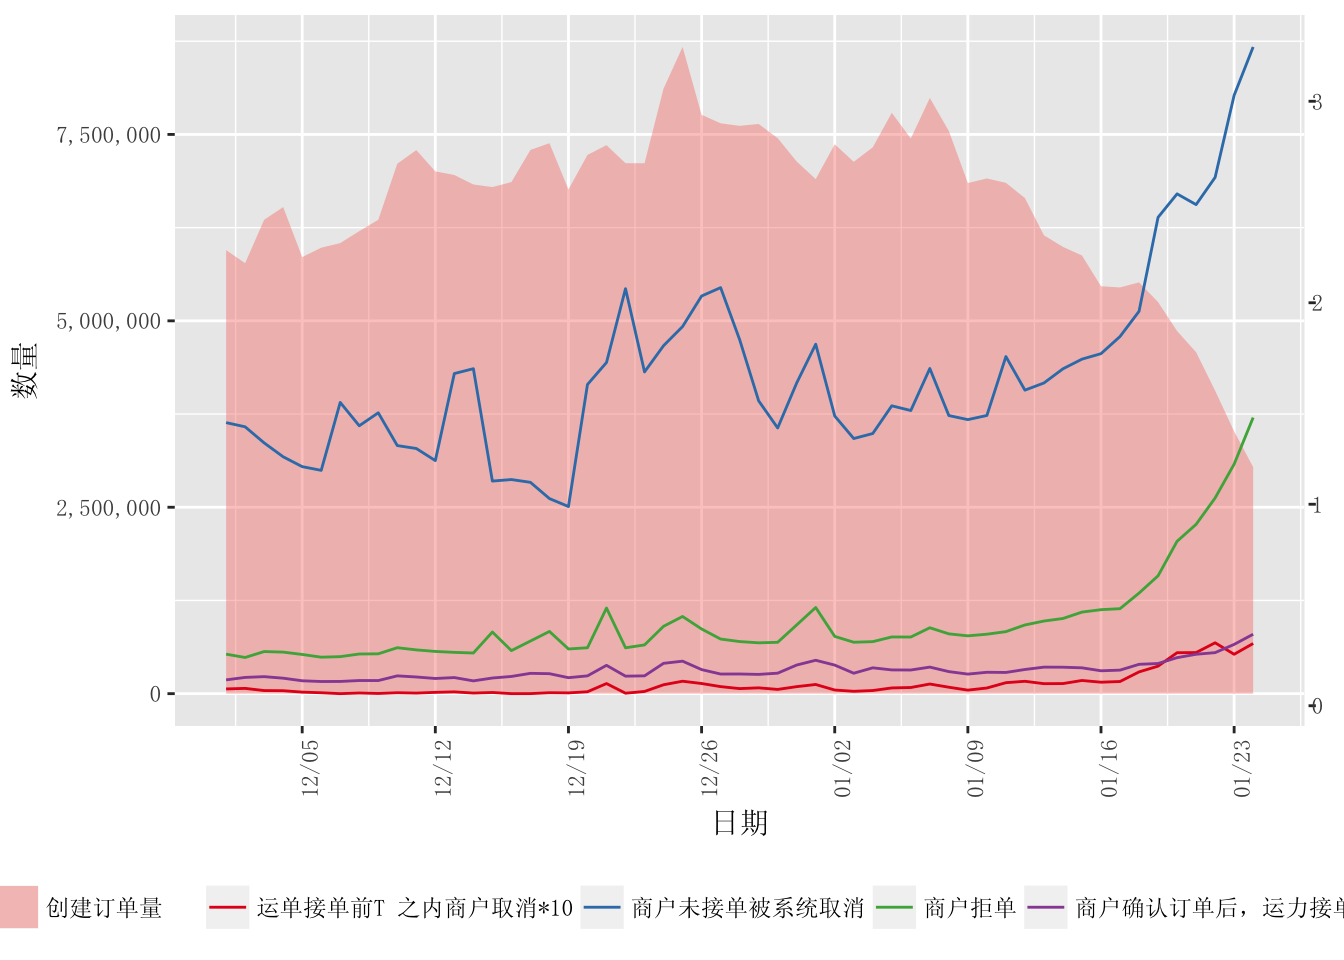 数量
7,500,000
5,000,000
2,500,000
0
3
2
1
0
12/05
12/12
12/19
12/26
01/02
01/09
01/16
01/23
日期
创建订单量
运单接单前T 之内商户取消*10
商户未接单被系统取消
商户拒单
商户确认订单后，运力接单